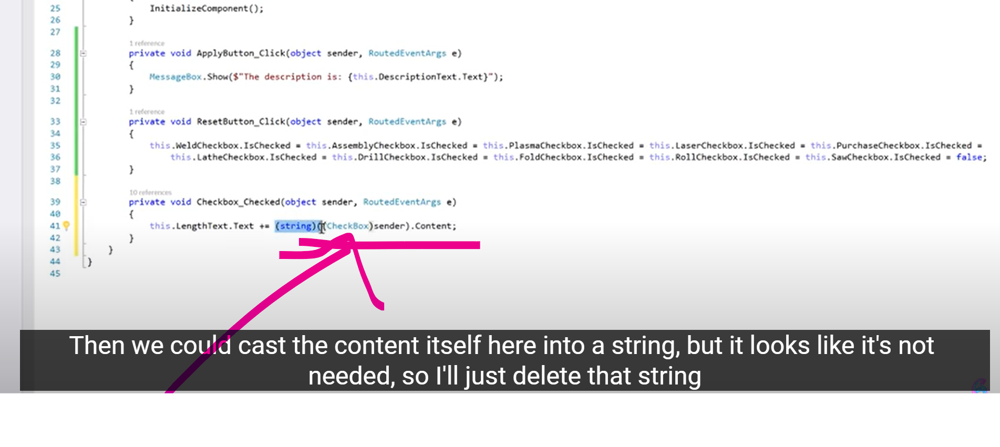 25 InitializeComponent();
26 }
27
1 reference
28 private void ApplyButton_Click(object sender, RoutedEventArgs e)
29 {
30 MessageBox.Show($"The description is: {this.DescriptionText.Text}");
31 }
32
1 reference
33 private void ResetButton_Click(object sender, RoutedEventArgs e)
34 {
35 this.WeldCheckbox.IsChecked = this.AssemblyCheckbox.IsChecked = this.PlasmaCheckbox.IsChecked = this.LaserCheckbox.IsChecked = this.PurchaseCheckbox.IsChecked =
36 this.LatheCheckbox.IsChecked = this.DrillCheckbox.IsChecked = this.FoldCheckbox.IsChecked = this.RollCheckbox.IsChecked = this.SawCheckbox.IsChecked = false;
37 }
38
10 references
39 private void Checkbox_Checked(object sender, RoutedEventArgs e)
40 {
41 this.LengthText.Text += (string)((CheckBox)sender).Content;
42 }
43 }
44 }
45
Then we could cast the content itself here into a string, but it looks like it's not
needed, so I'll just delete that string